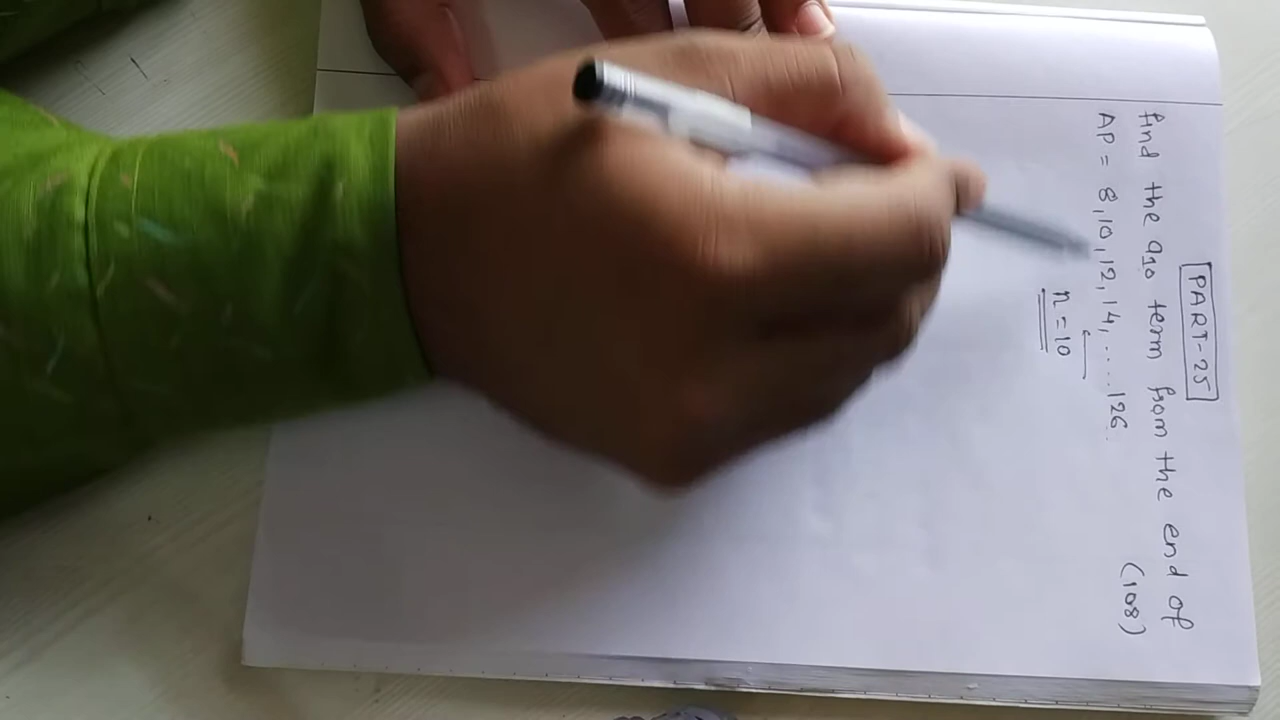 PART-25
find the a10 term from the end of
AP = 8,10,12,14,.....126. (108)
n=10